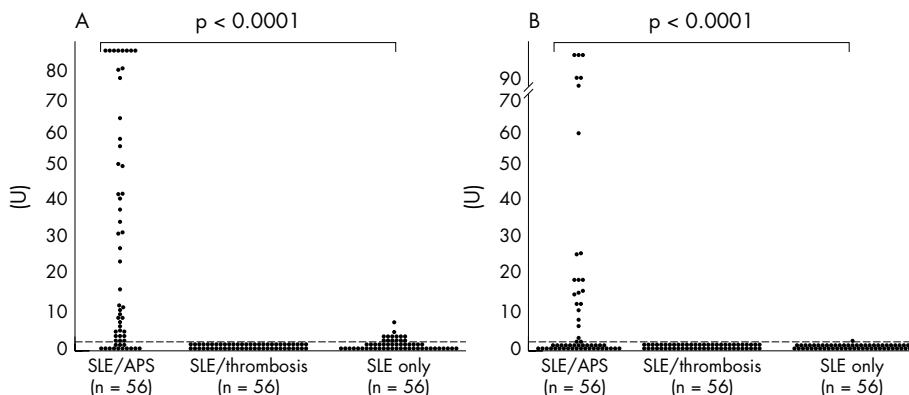 A
p < 0.0001
(U)
80
70
60
50
40
30
20
10
0
SLE/APS
(n = 56)
SLE/thrombosis
(n = 56)
SLE only
(n = 56)
B
p < 0.0001
(U)
90
70
60
50
40
30
20
10
0
SLE/APS
(n = 56)
SLE/thrombosis
(n = 56)
SLE only
(n = 56)